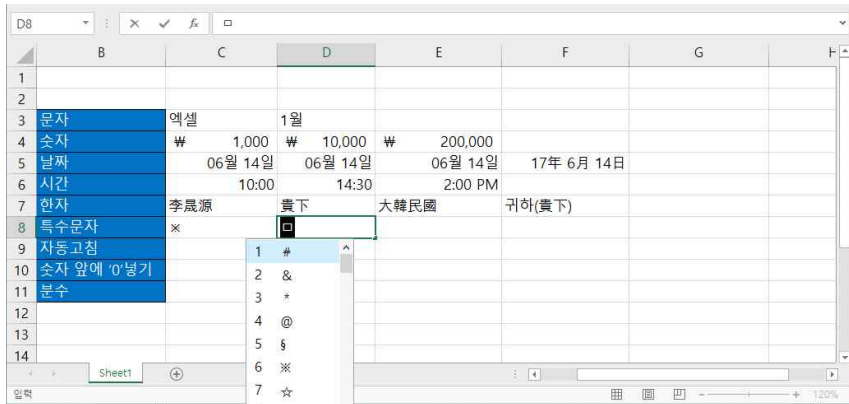 D8 fx ㅁ
B C D E F G H
1
2
3 문자 엑셀 1월
4 숫자 ₩ 1,000 ₩ 10,000 ₩ 200,000
5 날짜 06월 14일 06월 14일 06월 14일 17年 6月 14日
6 시간 10:00 14:30 2:00 PM
7 한자 李晟源 貴下 大韓民國 귀하(貴下)
8 특수문자 ※ ㅁ
9 자동고침
10 숫자 앞에 '0'넣기
11 분수
12
13
14
1 #
2 &
3 *
4 @
5 §
6 ※
7 ☆
Sheet1
입력 120%